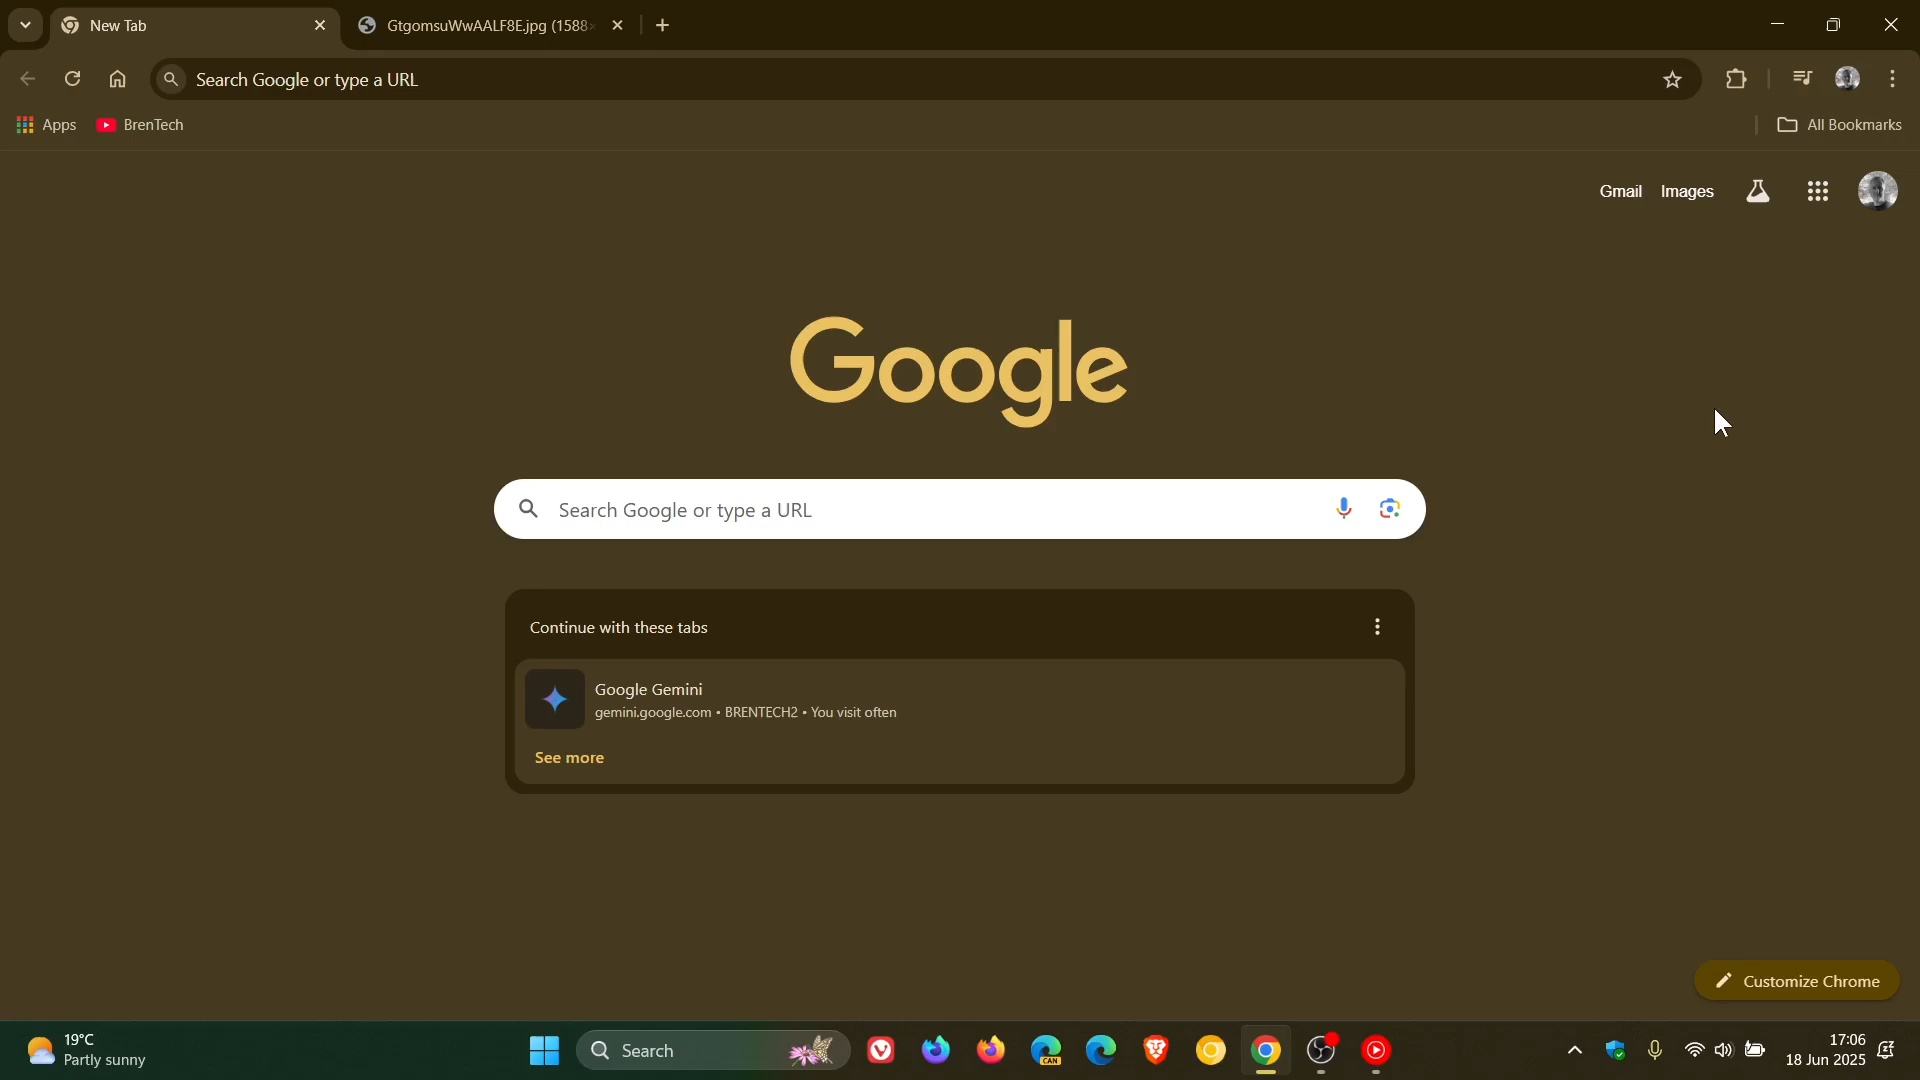 New Tab
GtgomsuWwAALF8E.jpg (1588×
Search Google or type a URL
Apps
BrenTech
All Bookmarks
Gmail
Images
Google
Search Google or type a URL
Continue with these tabs
Google Gemini
gemini.google.com • BRENTECH2 • You visit often
See more
Customize Chrome
19°C
Partly sunny
Search
CAN
17:06
18 Jun 2025